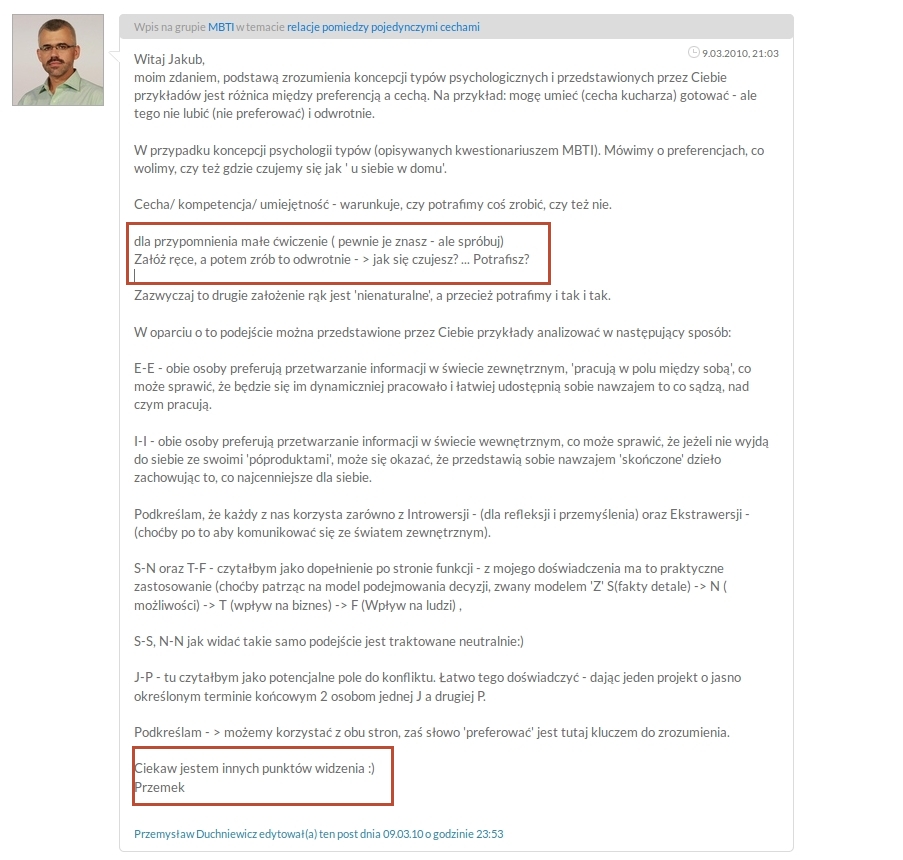 Wpis na grupie MBTI w temacie relacje pomiedzy pojedynczymi cechami
9.03.2010, 21:03
Witaj Jakub,
moim zdaniem, podstawą zrozumienia koncepcji typów psychologicznych i przedstawionych przez Ciebie
przykładów jest różnica między preferencją a cechą. Na przykład: mogę umieć (cecha kucharza) gotować - ale
tego nie lubić (nie preferować) i odwrotnie.
W przypadku koncepcji psychologii typów (opisywanych kwestionariuszem MBTI). Mówimy o preferencjach, co
wolimy, czy też gdzie czujemy się jak ' u siebie w domu'.
Cecha/ kompetencja/ umiejętność - warunkuje, czy potrafimy coś zrobić, czy też nie.
dla przypomnienia małe ćwiczenie ( pewnie je znasz - ale spróbuj)
Załóż ręce, a potem zrób to odwrotnie - > jak się czujesz? ... Potrafisz?
Zazwyczaj to drugie założenie rąk jest 'nienaturalne', a przecież potrafimy i tak i tak.
W oparciu o to podejście można przedstawione przez Ciebie przykłady analizować w następujący sposób:
E-E - obie osoby preferują przetwarzanie informacji w świecie zewnętrznym, 'pracują w polu między sobą', co
może sprawić, że będzie się im dynamiczniej pracowało i łatwiej udostępnią sobie nawzajem to co sądzą, nad
czym pracują.
I-I - obie osoby preferują przetwarzanie informacji w świecie wewnętrznym, co może sprawić, że jeżeli nie wyjdą
do siebie ze swoimi 'póproduktami', może się okazać, że przedstawią sobie nawzajem 'skończone' dzieło
zachowując to, co najcenniejsze dla siebie.
Podkreślam, że każdy z nas korzysta zarówno z Introwersji - (dla refleksji i przemyślenia) oraz Ekstrawersji -
(choćby po to aby komunikować się ze światem zewnętrznym).
S-N oraz T-F - czytałbym jako dopełnienie po stronie funkcji - z mojego doświadczenia ma to praktyczne
zastosowanie (choćby patrząc na model podejmowania decyzji, zwany modelem 'Z' S(fakty detale) -> N (
możliwości) -> T (wpływ na biznes) -> F (Wpływ na ludzi) ,
S-S, N-N jak widać takie samo podejście jest traktowane neutralnie:)
J-P - tu czytałbym jako potencjalne pole do konfliktu. Łatwo tego doświadczyć - dając jeden projekt o jasno
określonym terminie końcowym 2 osobom jednej J a drugiej P.
Podkreślam - > możemy korzystać z obu stron, zaś słowo 'preferować' jest tutaj kluczem do zrozumienia.
Ciekaw jestem innych punktów widzenia :)
Przemek
Przemysław Duchniewicz edytował(a) ten post dnia 09.03.10 o godzinie 23:53